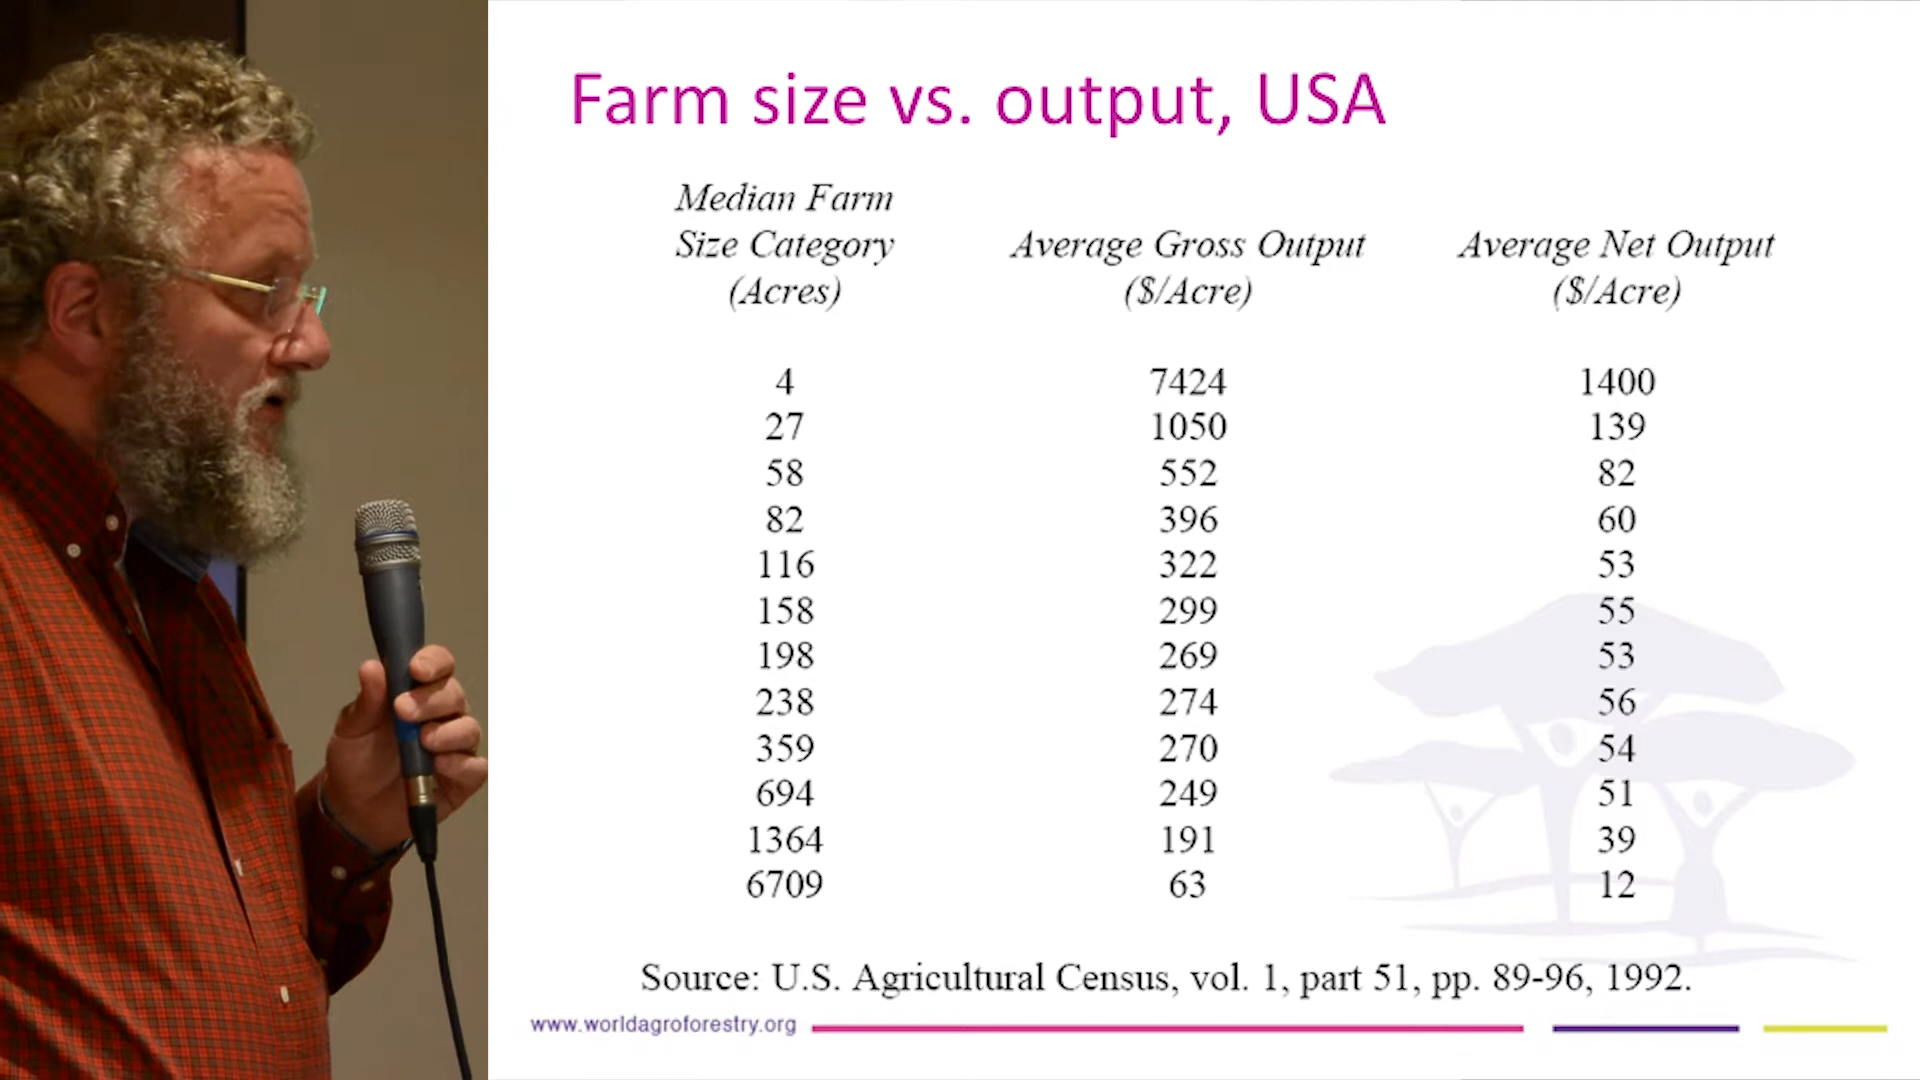 Farm size vs. output, USA
Median Farm
Size Category
(Acres)
Average Gross Output
($/Acre)
Average Net Output
($/Acre)
4 7424 1400
27 1050 139
58 552 82
82 396 60
116 322 53
158 299 55
198 269 53
238 274 56
359 270 54
694 249 51
1364 191 39
6709 63 12
Source: U.S. Agricultural Census, vol. 1, part 51, pp. 89-96, 1992.
www.worldagroforestry.org